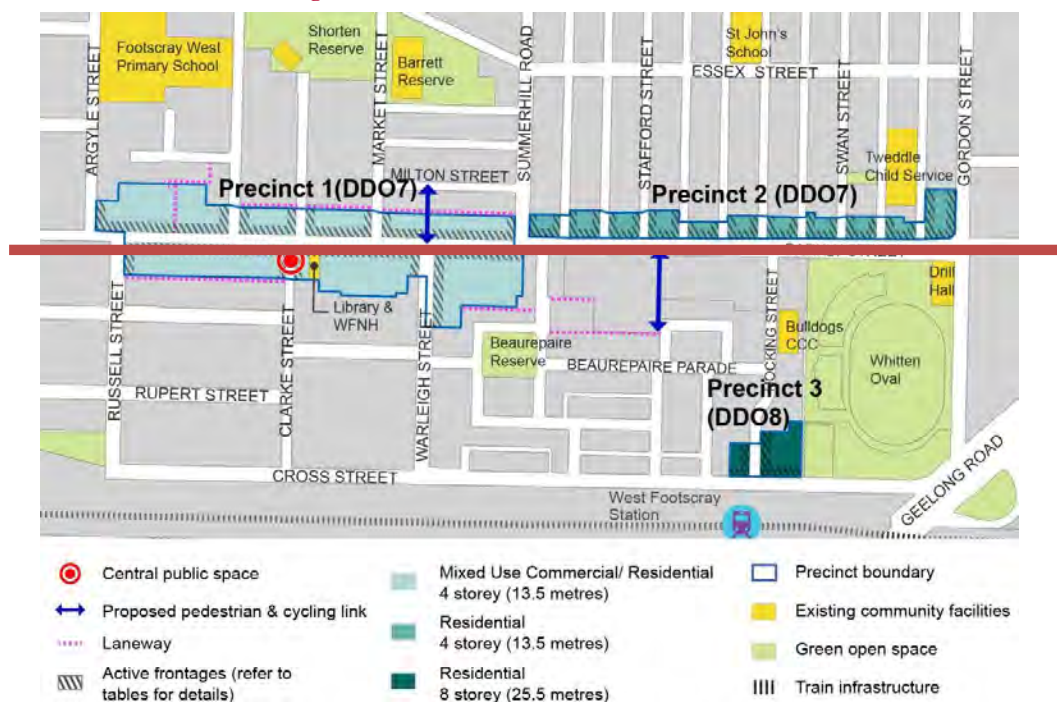 Footscray West
Primary School
Shorten
Reserve
Barrett
Reserve
St John's
School
ESSEX STREET
ARGYLE STREET
MARKET STREET
SUMMERHILL ROAD
STAFFORD STREET
SWAN STREET
GORDON STREET
Tweddle
Child Service
MILTON STREET
Precinct 1(DDO7)
Precinct 2 (DDO7)
Library &
WFNH
Drill
Hall
Bulldogs
CCC
Whitten
Oval
Beaurepaire
Reserve
BEAUREPAIRE PARADE
RUSSELL STREET
CLARKE STREET
WARLEIGH STREET
RUPERT STREET
Precinct 3
(DDO8)
CROSS STREET
GEELONG ROAD
West Footscray
Station
Central public space
Proposed pedestrian & cycling link
Laneway
Active frontages (refer to
tables for details)
Mixed Use Commercial/ Residential
4 storey (13.5 metres)
Residential
4 storey (13.5 metres)
Residential
8 storey (25.5 metres)
Precinct boundary
Existing community facilities
Green open space
Train infrastructure